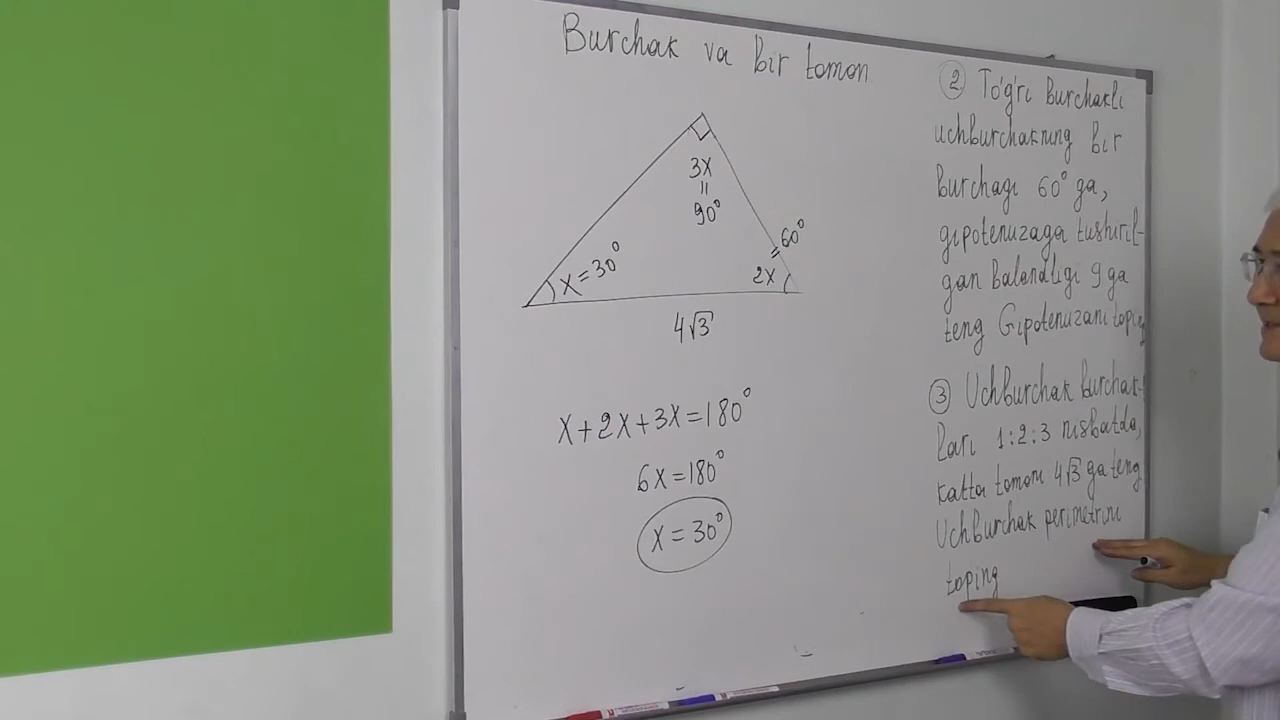 Burchak va bir tomon
3X
=
90°
X=30°
2X
=
60°
4√3
X+2X+3X=180°
6X=180°
X=30°
② To'g'ri burchakli
uchburchakning bir
burchagi 60° ga,
gipotenuzaga tushiril-
gan balandligi 9 ga
teng Gipotenuzani toping
③ Uchburchak burchak-
lari 1:2:3 nisbatda,
katta tomoni 4√3 ga teng
Uchburchak perimetrini
toping